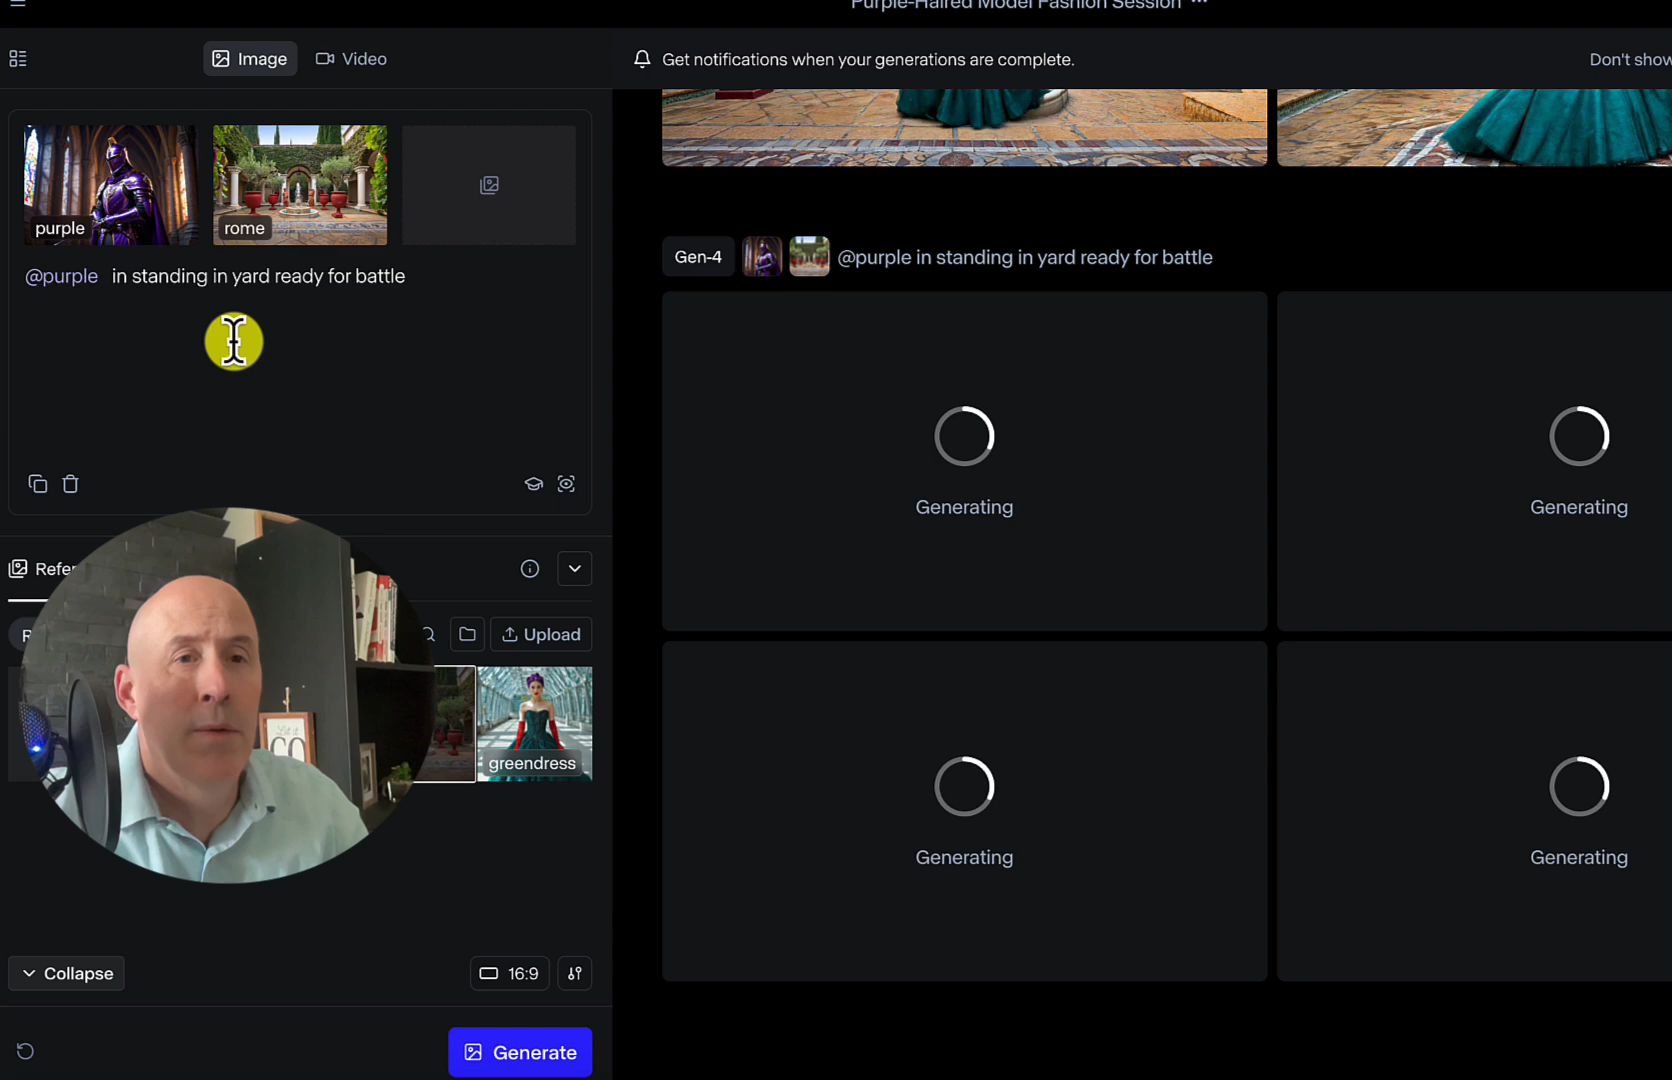 Purple-Haired Model Fashion Session
Image
Video
Get notifications when your generations are complete.
Don't show
purple
rome
@purple in standing in yard ready for battle
Gen-4
@purple in standing in yard ready for battle
Generating
Generating
Refer
R
Upload
greendress
Generating
Generating
Collapse
16:9
Generate